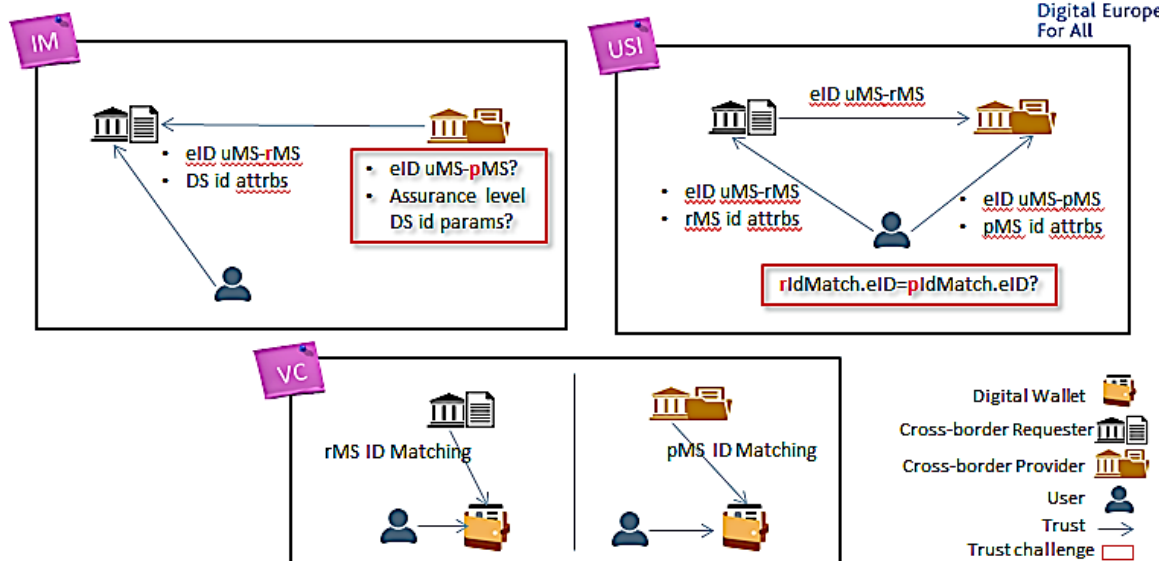 Digital Europe
For All
IM
eID uMS-rMS
DS id attrbs
eID uMS-pMS?
Assurance level
DS id params?
USI
eID uMS-rMS
eID uMS-rMS
rMS id attrbs
eID uMS-pMS
pMS id attrbs
rIdMatch.eID=pIdMatch.eID?
VC
rMS ID Matching
pMS ID Matching
Digital Wallet
Cross-border Requester
Cross-border Provider
User
Trust
Trust challenge